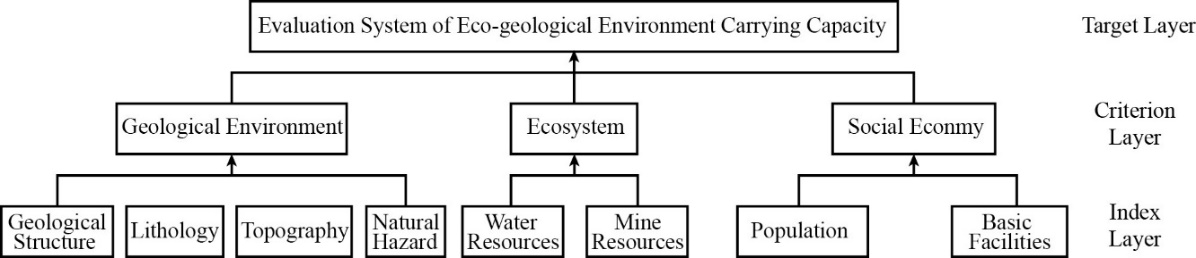 Evaluation System of Eco-geological Environment Carrying Capacity
Target Layer
Geological Environment
Ecosystem
Social Econmy
Criterion
Layer
Geological
Structure
Lithology
Topography
Natural
Hazard
Water
Resources
Mine
Resources
Population
Basic
Facilities
Index
Layer